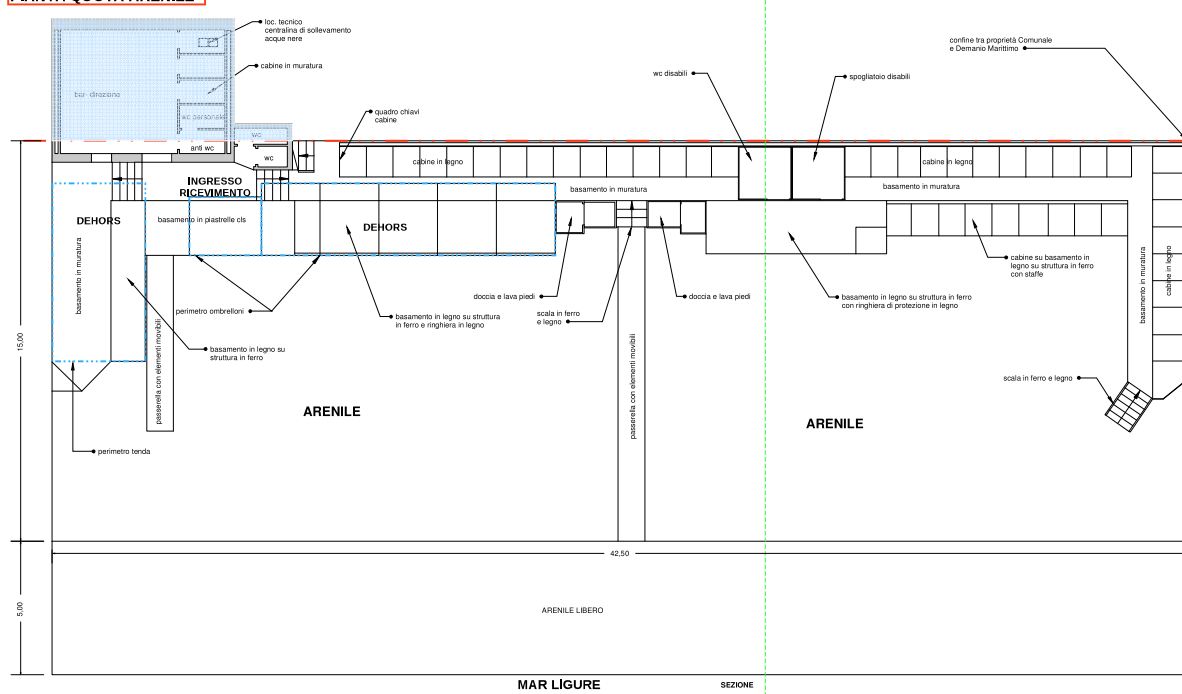 PIANTA QUOTA ARENILE
loc. tecnico
centralina di sollevamento
acque nere
cabine in muratura
bar- direzione
wc personale
anti wc
wc
wc
quadro chiavi
cabine
wc disabili
spogliatoio disabili
confine tra proprietà Comunale
e Demanio Marittimo
cabine in legno
cabine in legno
basamento in muratura
basamento in muratura
INGRESSO
RICEVIMENTO
DEHORS
basamento in piastrelle cls
DEHORS
basamento in muratura
perimetro ombrelloni
doccia e lava piedi
scala in ferro
e legno
doccia e lava piedi
basamento in legno su struttura
in ferro e ringhiera in legno
basamento in legno su struttura in ferro
con ringhiera di protezione in legno
cabine su basamento in
legno su struttura in ferro
con staffe
basamento in muratura
cabine in legno
basamento in legno su
struttura in ferro
passerella con elementi movibili
passerella con elementi movibili
scala in ferro e legno
perimetro tenda
ARENILE
ARENILE
15,00
42,50
5,00
ARENILE LIBERO
MAR LIGURE
SEZIONE